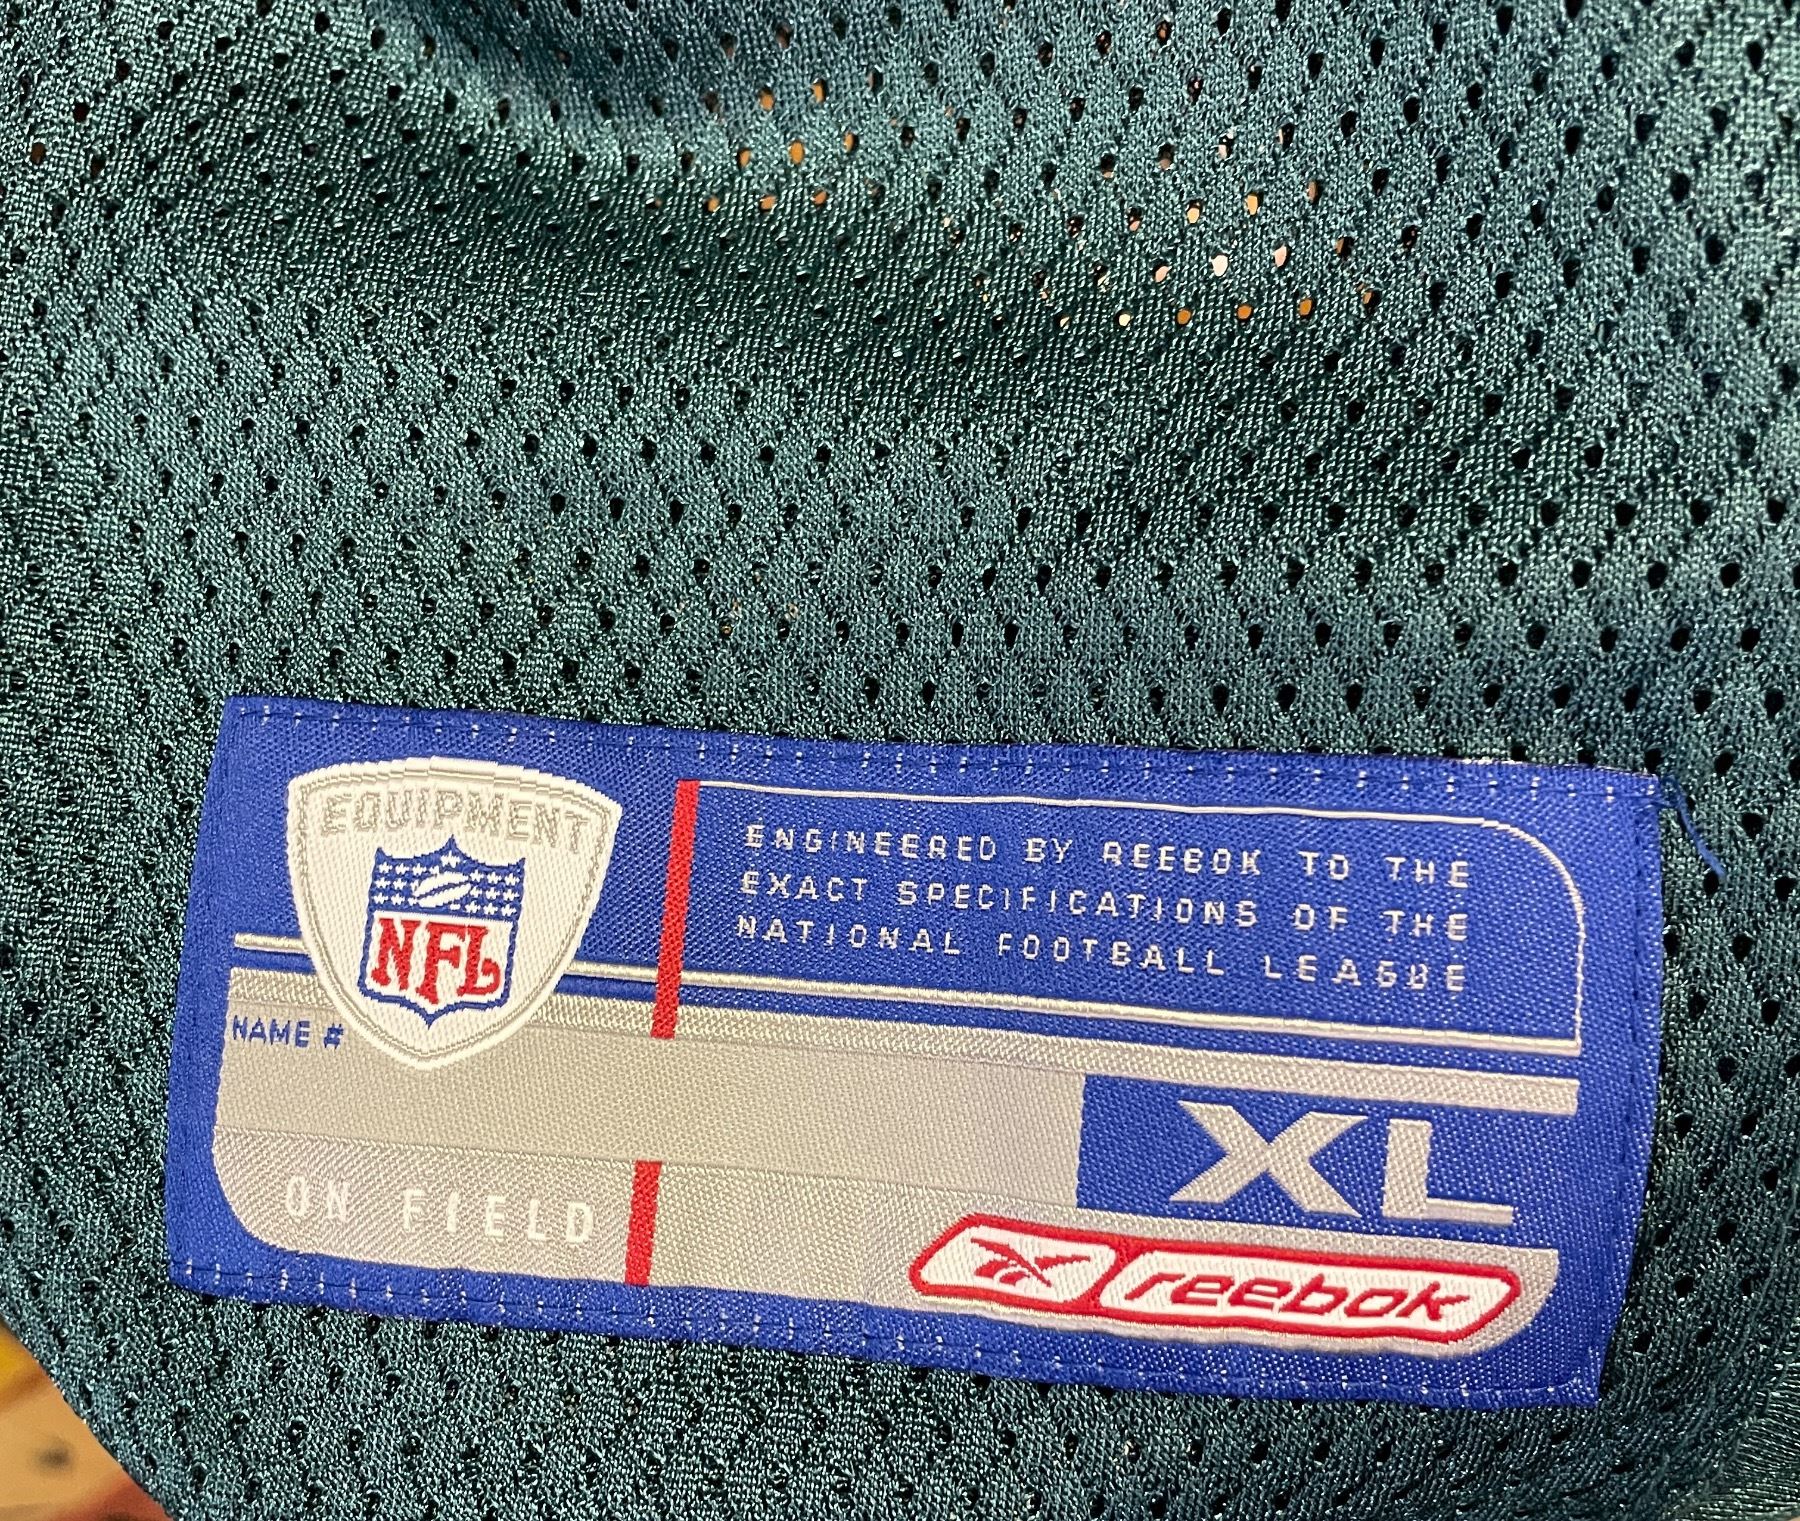 EQUIPMENT
NFL
ENGINEERED BY REEBOK TO THE
EXACT SPECIFICATIONS OF THE
NATIONAL FOOTBALL LEAGUE
NAME #
XL
ON FIELD
reebok